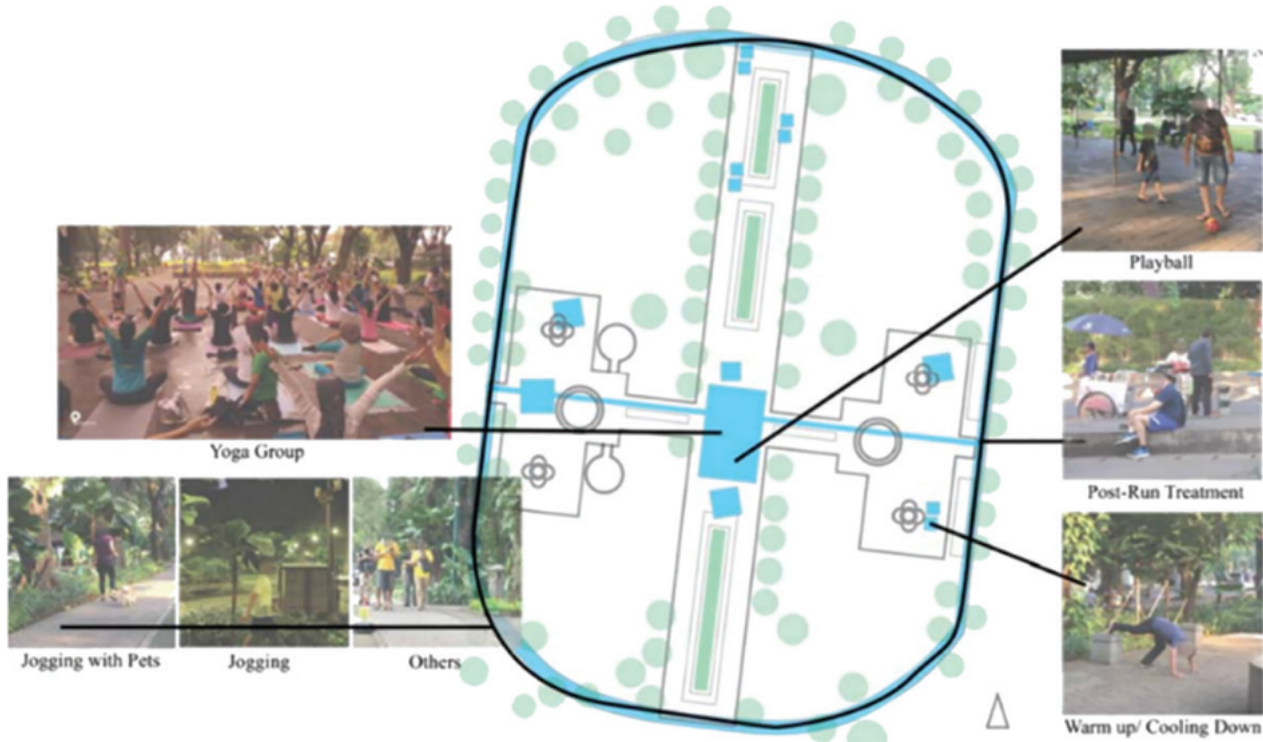 Playball
Yoga Group
Post-Run Treatment
Jogging with Pets
Jogging
Others
Warm up/ Cooling Down